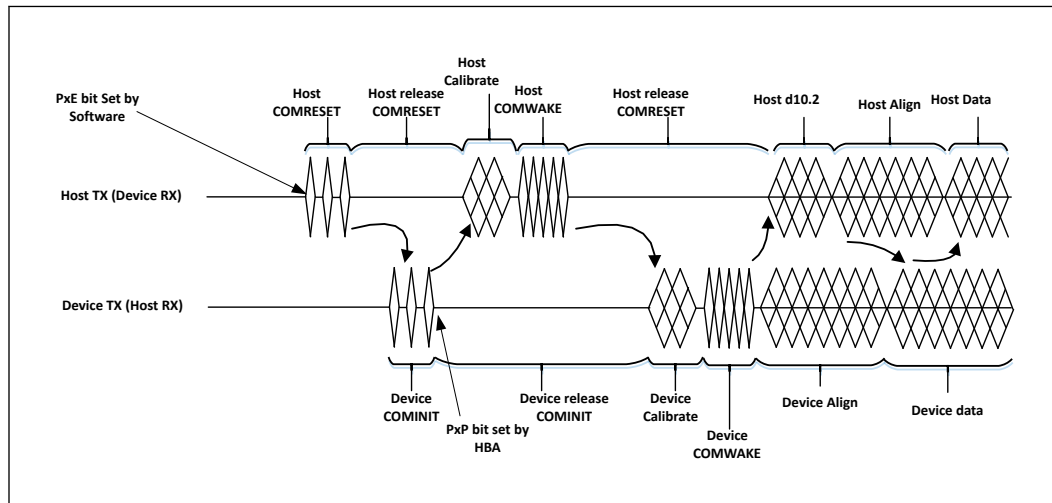 PxE bit Set by
Software
Host
COMRESET
Host release
COMRESET
Host
Calibrate
Host
COMWAKE
Host release
COMRESET
Host d10.2
Host Align
Host Data
Host TX (Device RX)
Device TX (Host RX)
Device
COMINIT
PxP bit set by
HBA
Device release
COMINIT
Device
Calibrate
Device
COMWAKE
Device Align
Device data